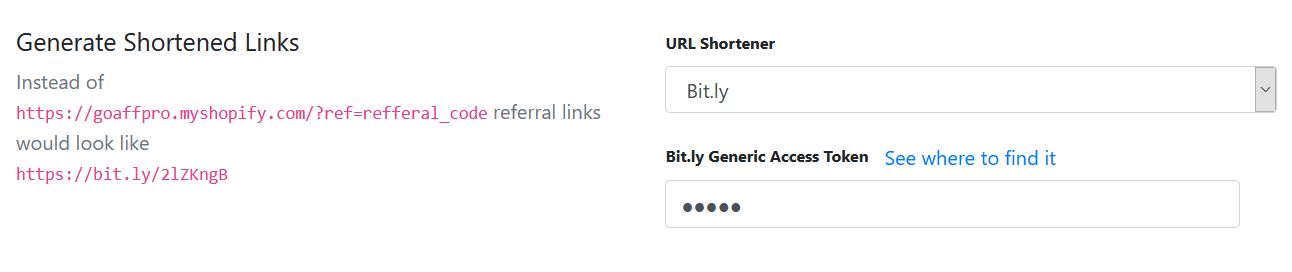 Generate Shortened Links
Instead of
https://goaffpro.myshopify.com/?ref=refferal_code referral links
would look like
https://bit.ly/2lZKngB
URL Shortener
Bit.ly
Bit.ly Generic Access Token See where to find it
●●●●●